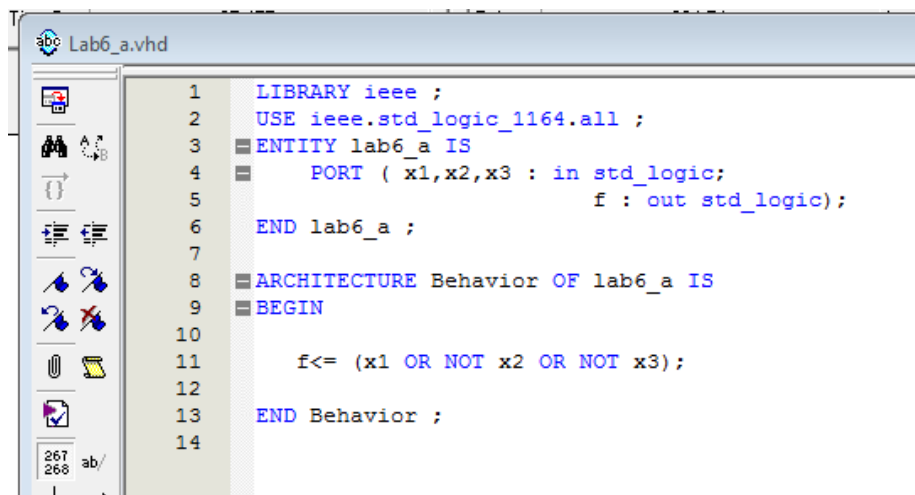 Lab6_a.vhd
1 LIBRARY ieee ;
2 USE ieee.std_logic_1164.all ;
3 ENTITY lab6_a IS
4 PORT ( x1,x2,x3 : in std_logic;
5 f : out std_logic);
6 END lab6_a ;
7
8 ARCHITECTURE Behavior OF lab6_a IS
9 BEGIN
10
11 f<= (x1 OR NOT x2 OR NOT x3);
12
13 END Behavior ;
14
267
268 ab/